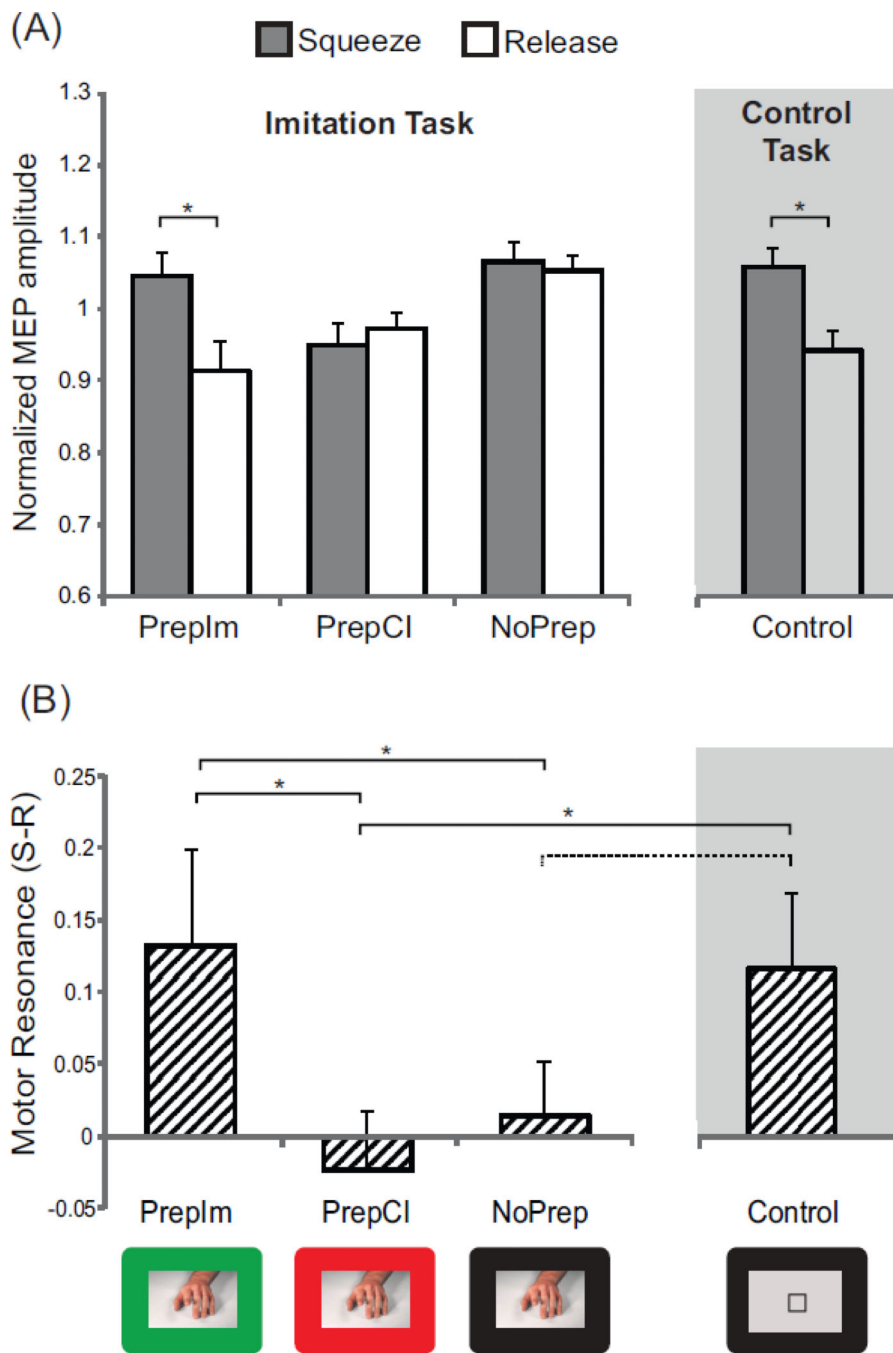 (A)
Squeeze Release
Imitation Task
Control
Task
Normalized MEP amplitude
1.3
1.2
1.1
1
0.9
0.8
0.7
0.6
*
*
PrepIm PrepCI NoPrep Control
(B)
Motor Resonance (S-R)
0.25
0.2
0.15
0.1
0.05
0
-0.05
*
*
*
PrepIm PrepCI NoPrep Control